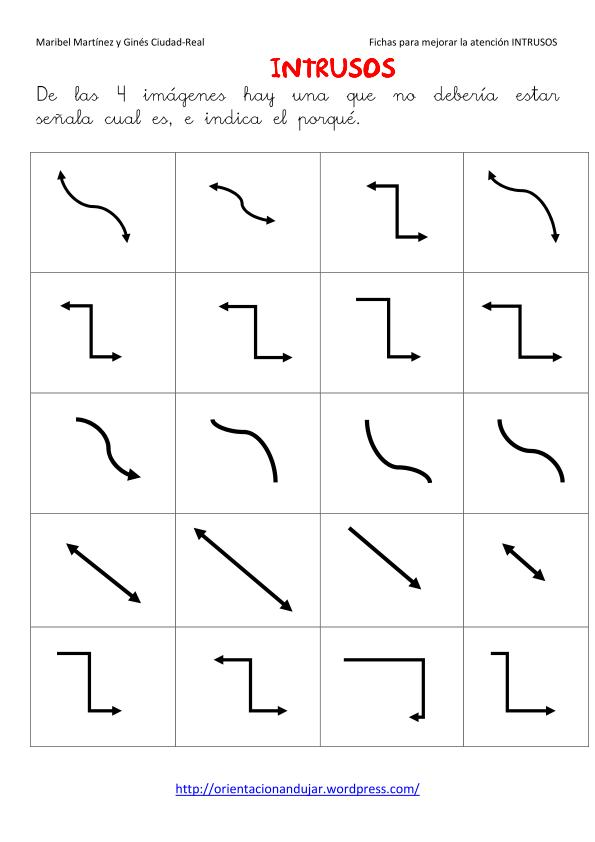 Maribel Martínez y Ginés Ciudad-Real Fichas para mejorar la atención INTRUSOS
INTRUSOS
De las 4 imágenes hay una que no debería estar
señala cual es, e indica el porqué.
http://orientacionandujar.wordpress.com/